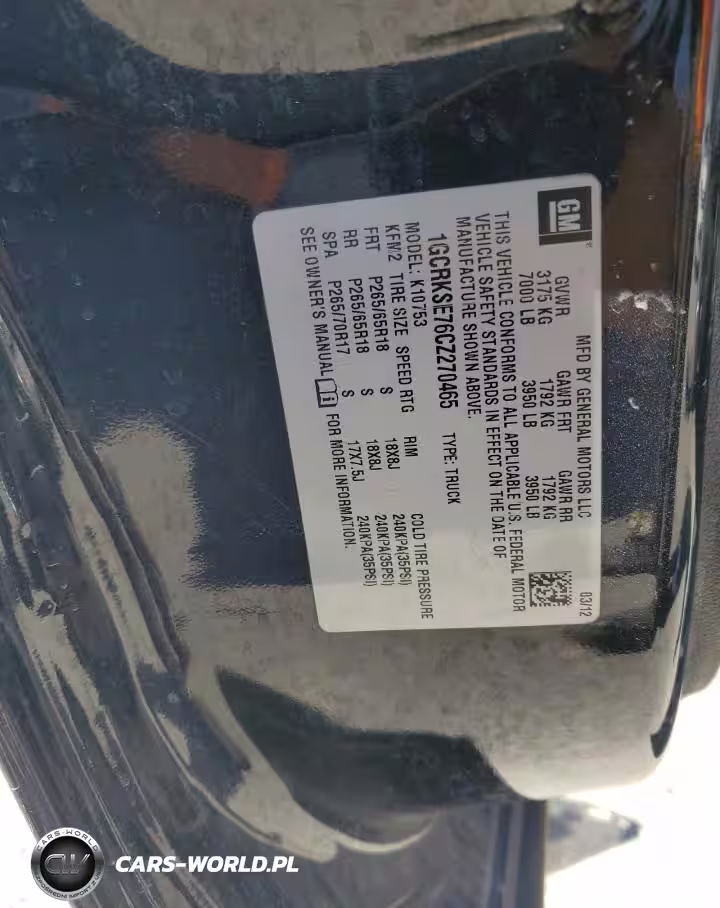 GM
MFD BY GENERAL MOTORS LLC 03/12
GVWR GAWR FRT GAWR RR
3175 KG 1792 KG 1792 KG
7000 LB 3950 LB 3950 LB
THIS VEHICLE CONFORMS TO ALL APPLICABLE U.S. FEDERAL MOTOR
VEHICLE SAFETY STANDARDS IN EFFECT ON THE DATE OF
MANUFACTURE SHOWN ABOVE.
1GCRKSE76CZ270465 TYPE: TRUCK
MODEL: K10753
KFM/2 TIRE SIZE SPEED RTG RIM COLD TIRE PRESSURE
FRT P265/65R18 S 18X8J 240KPA(35PSI)
RR P265/65R18 S 18X8J 240KPA(35PSI)
SPA P265/70R17 S 17X7.5J 240KPA(35PSI)
SEE OWNER'S MANUAL FOR MORE INFORMATION.
CARS-WORLD
CW
CARS-WORLD.PL